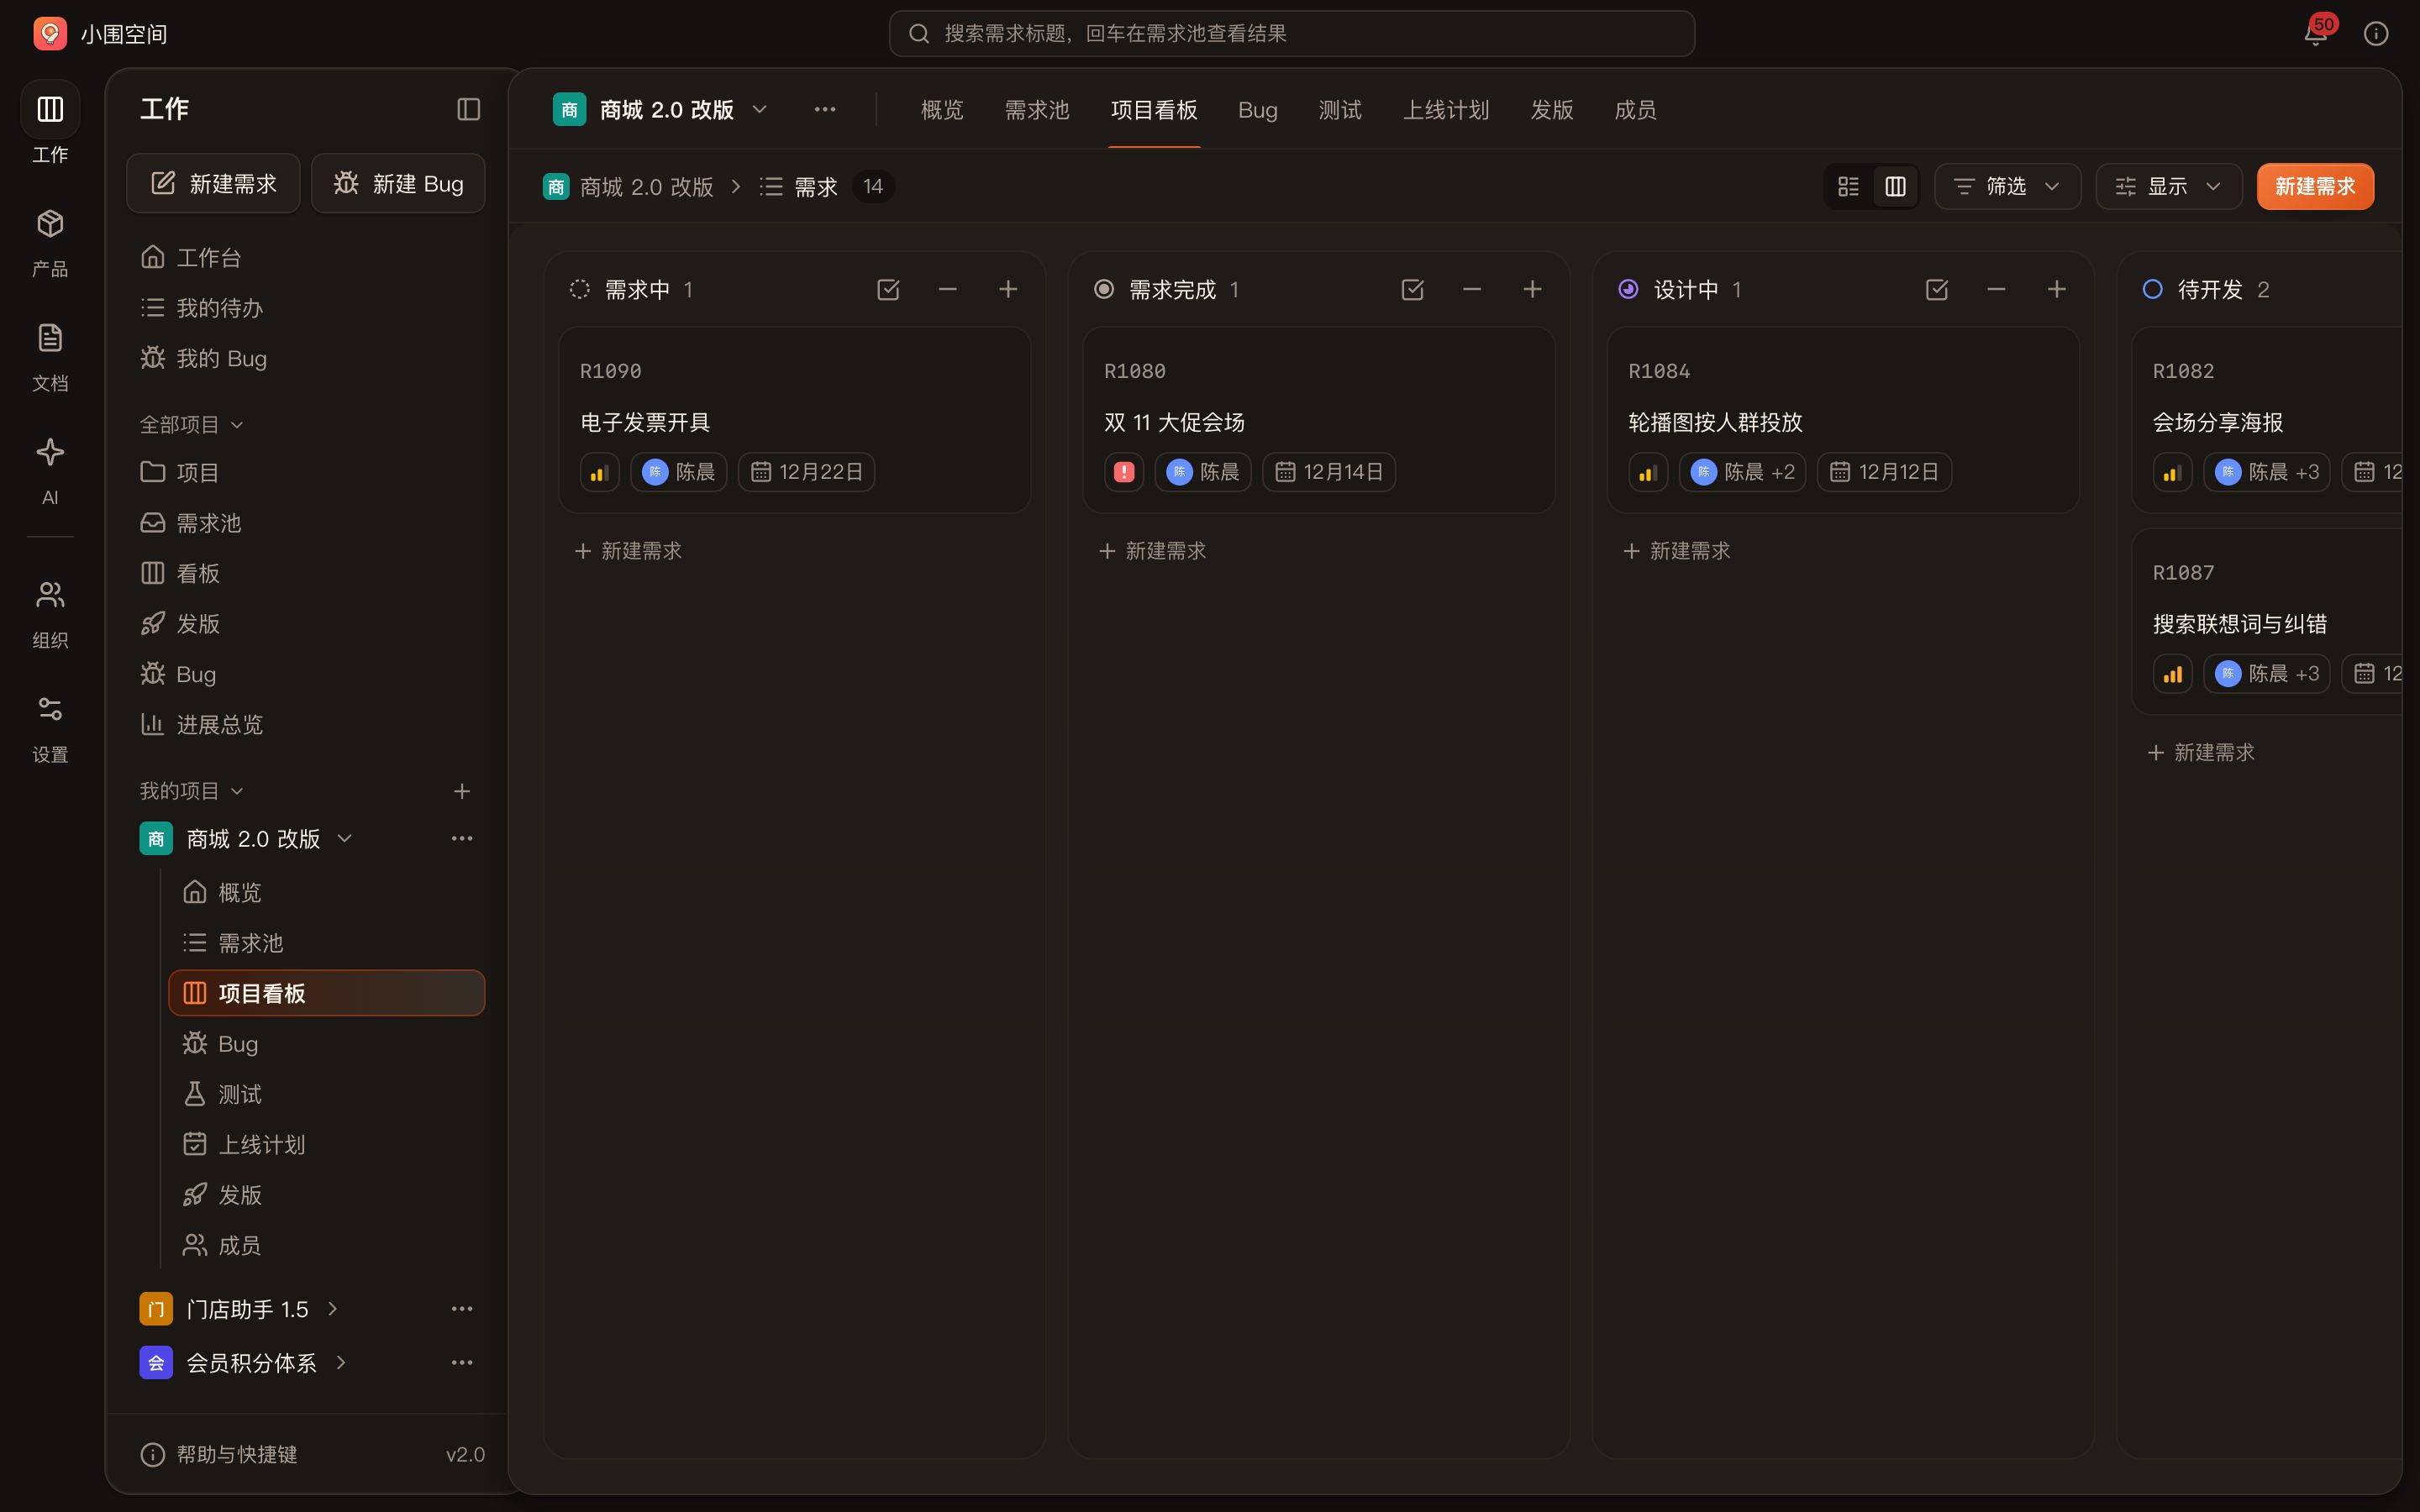 小围空间
搜索需求标题，回车在需求池查看结果
50
工作
产品
文档
AI
组织
设置
工作
新建需求
新建 Bug
工作台
我的待办
我的 Bug
全部项目
项目
需求池
看板
发版
Bug
进展总览
我的项目
商 商城 2.0 改版
概览
需求池
项目看板
Bug
测试
上线计划
发版
成员
门 门店助手 1.5
会 会员积分体系
帮助与快捷键 v2.0
商 商城 2.0 改版 概览 需求池 项目看板 Bug 测试 上线计划 发版 成员
商 商城 2.0 改版 需求 14 筛选 显示 新建需求
需求中 1
R1090
电子发票开具
陈 陈晨 12月22日
新建需求
需求完成 1
R1080
双 11 大促会场
陈 陈晨 12月14日
新建需求
设计中 1
R1084
轮播图按人群投放
陈 陈晨 +2 12月12日
新建需求
待开发 2
R1082
会场分享海报
陈 陈晨 +3 12
R1087
搜索联想词与纠错
陈 陈晨 +3 12
新建需求